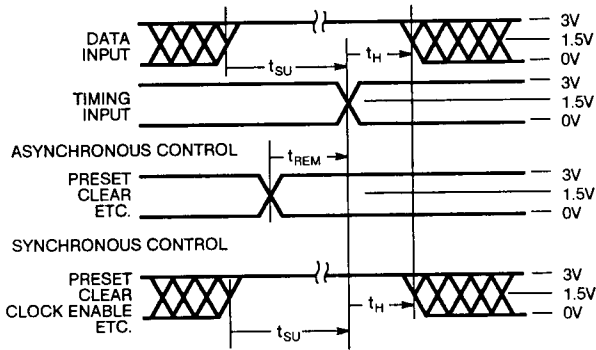 DATA
INPUT
tSU
tH
3V
1.5V
0V
TIMING
INPUT
3V
1.5V
0V
ASYNCHRONOUS CONTROL
tREM
PRESET
CLEAR
ETC.
3V
1.5V
0V
SYNCHRONOUS CONTROL
PRESET
CLEAR
CLOCK ENABLE
ETC.
tSU
tH
3V
1.5V
0V